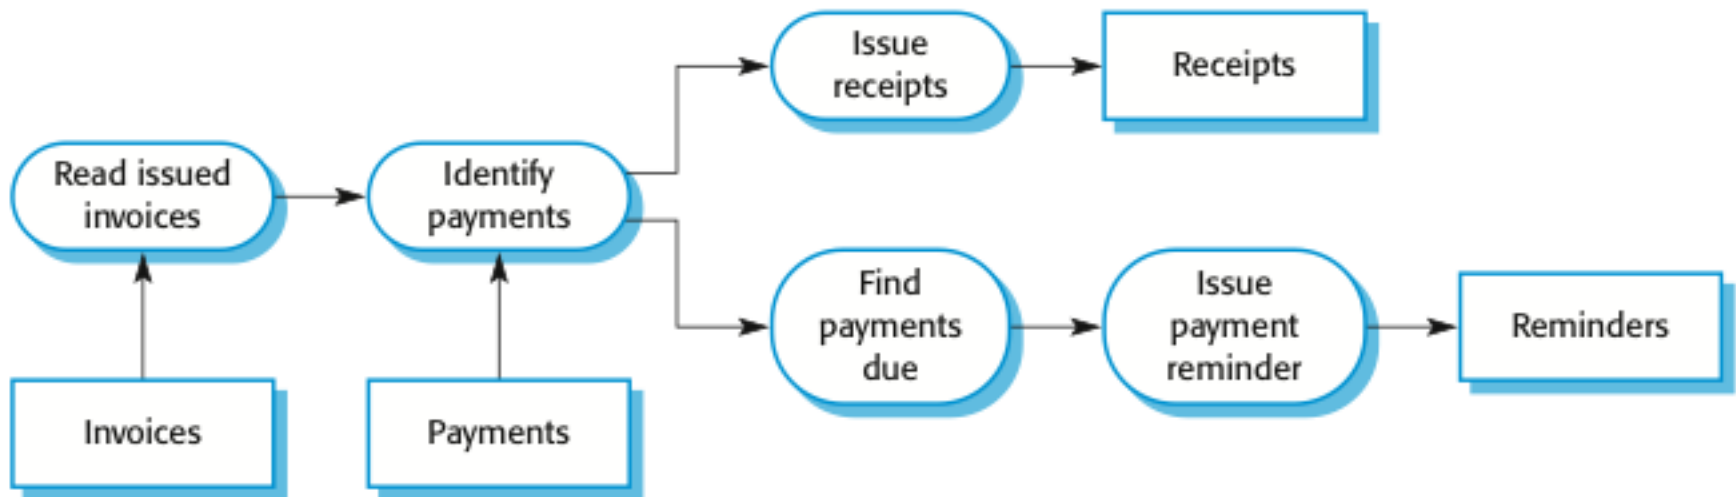 Issue
receipts
Receipts
Read issued
invoices
Identify
payments
Find
payments
due
Issue
payment
reminder
Reminders
Invoices
Payments